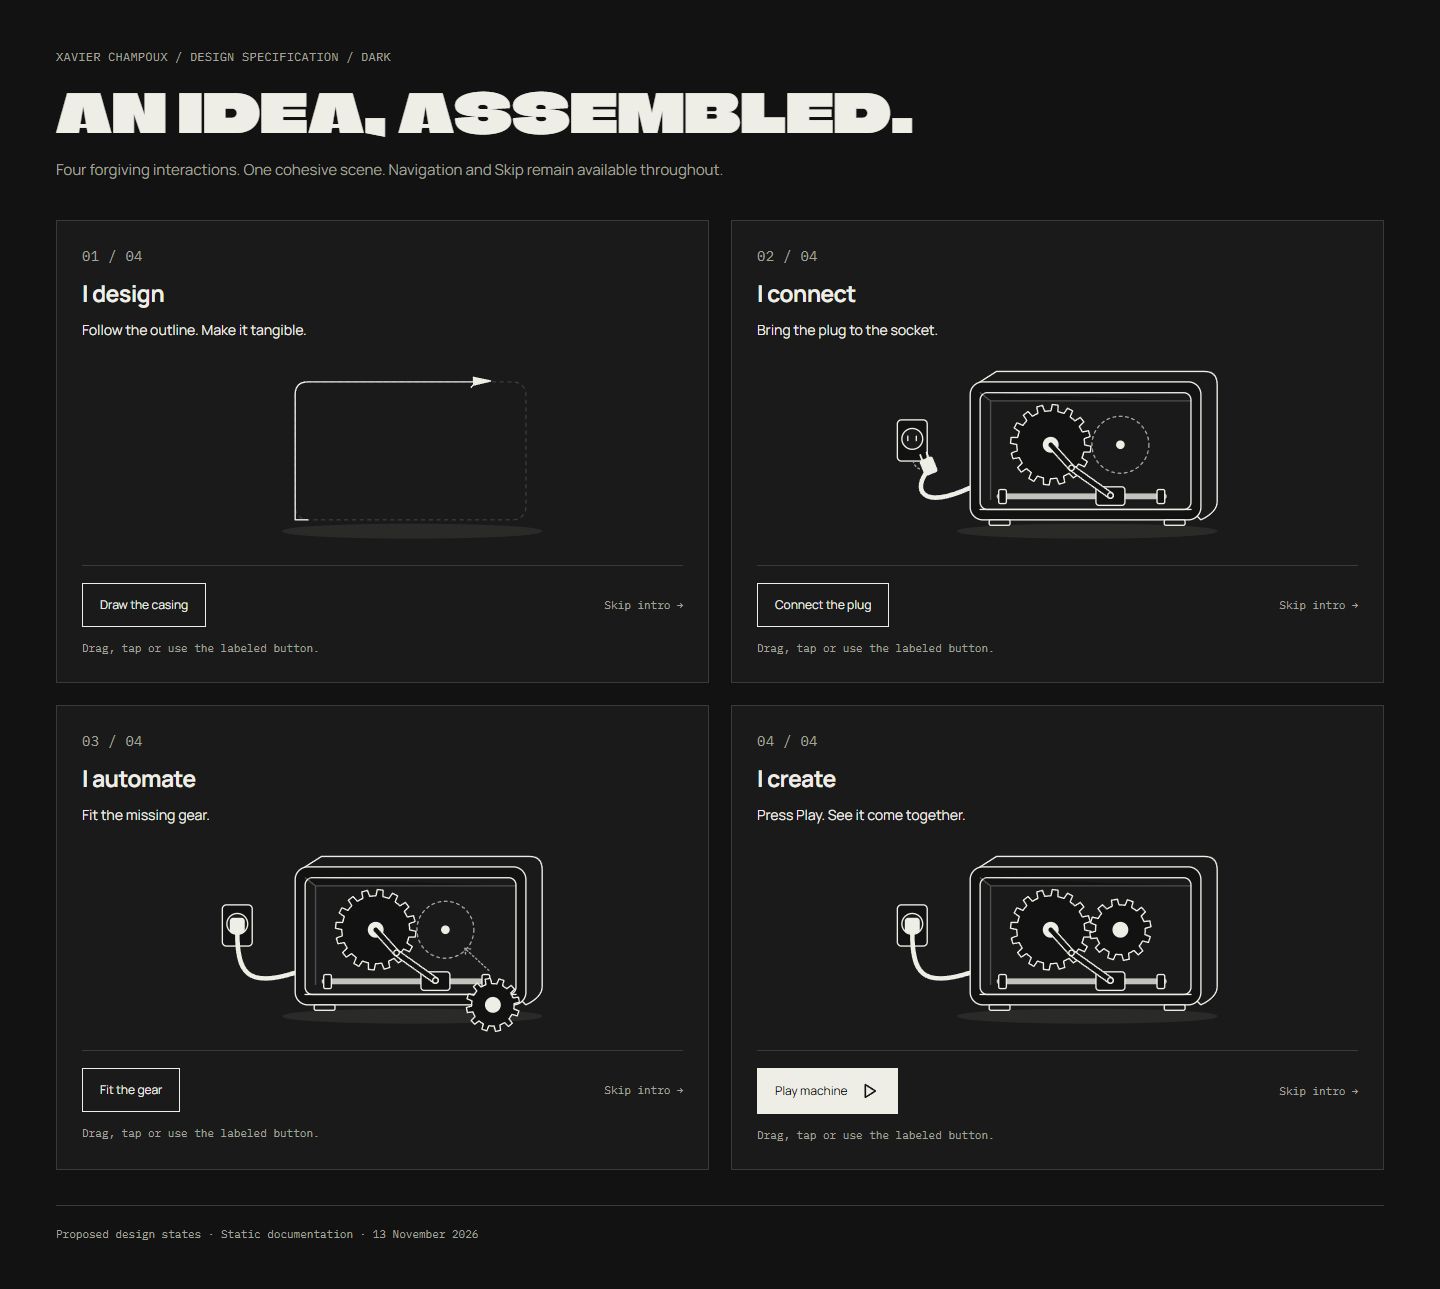 XAVIER CHAMPOUX / DESIGN SPECIFICATION / DARK
AN IDEA, ASSEMBLED.
Four forgiving interactions. One cohesive scene. Navigation and Skip remain available throughout.
01 / 04
I design
Follow the outline. Make it tangible.
Draw the casing
Skip intro →
Drag, tap or use the labeled button.
02 / 04
I connect
Bring the plug to the socket.
Connect the plug
Skip intro →
Drag, tap or use the labeled button.
03 / 04
I automate
Fit the missing gear.
Fit the gear
Skip intro →
Drag, tap or use the labeled button.
04 / 04
I create
Press Play. See it come together.
Play machine
Skip intro →
Drag, tap or use the labeled button.
Proposed design states · Static documentation · 13 November 2026